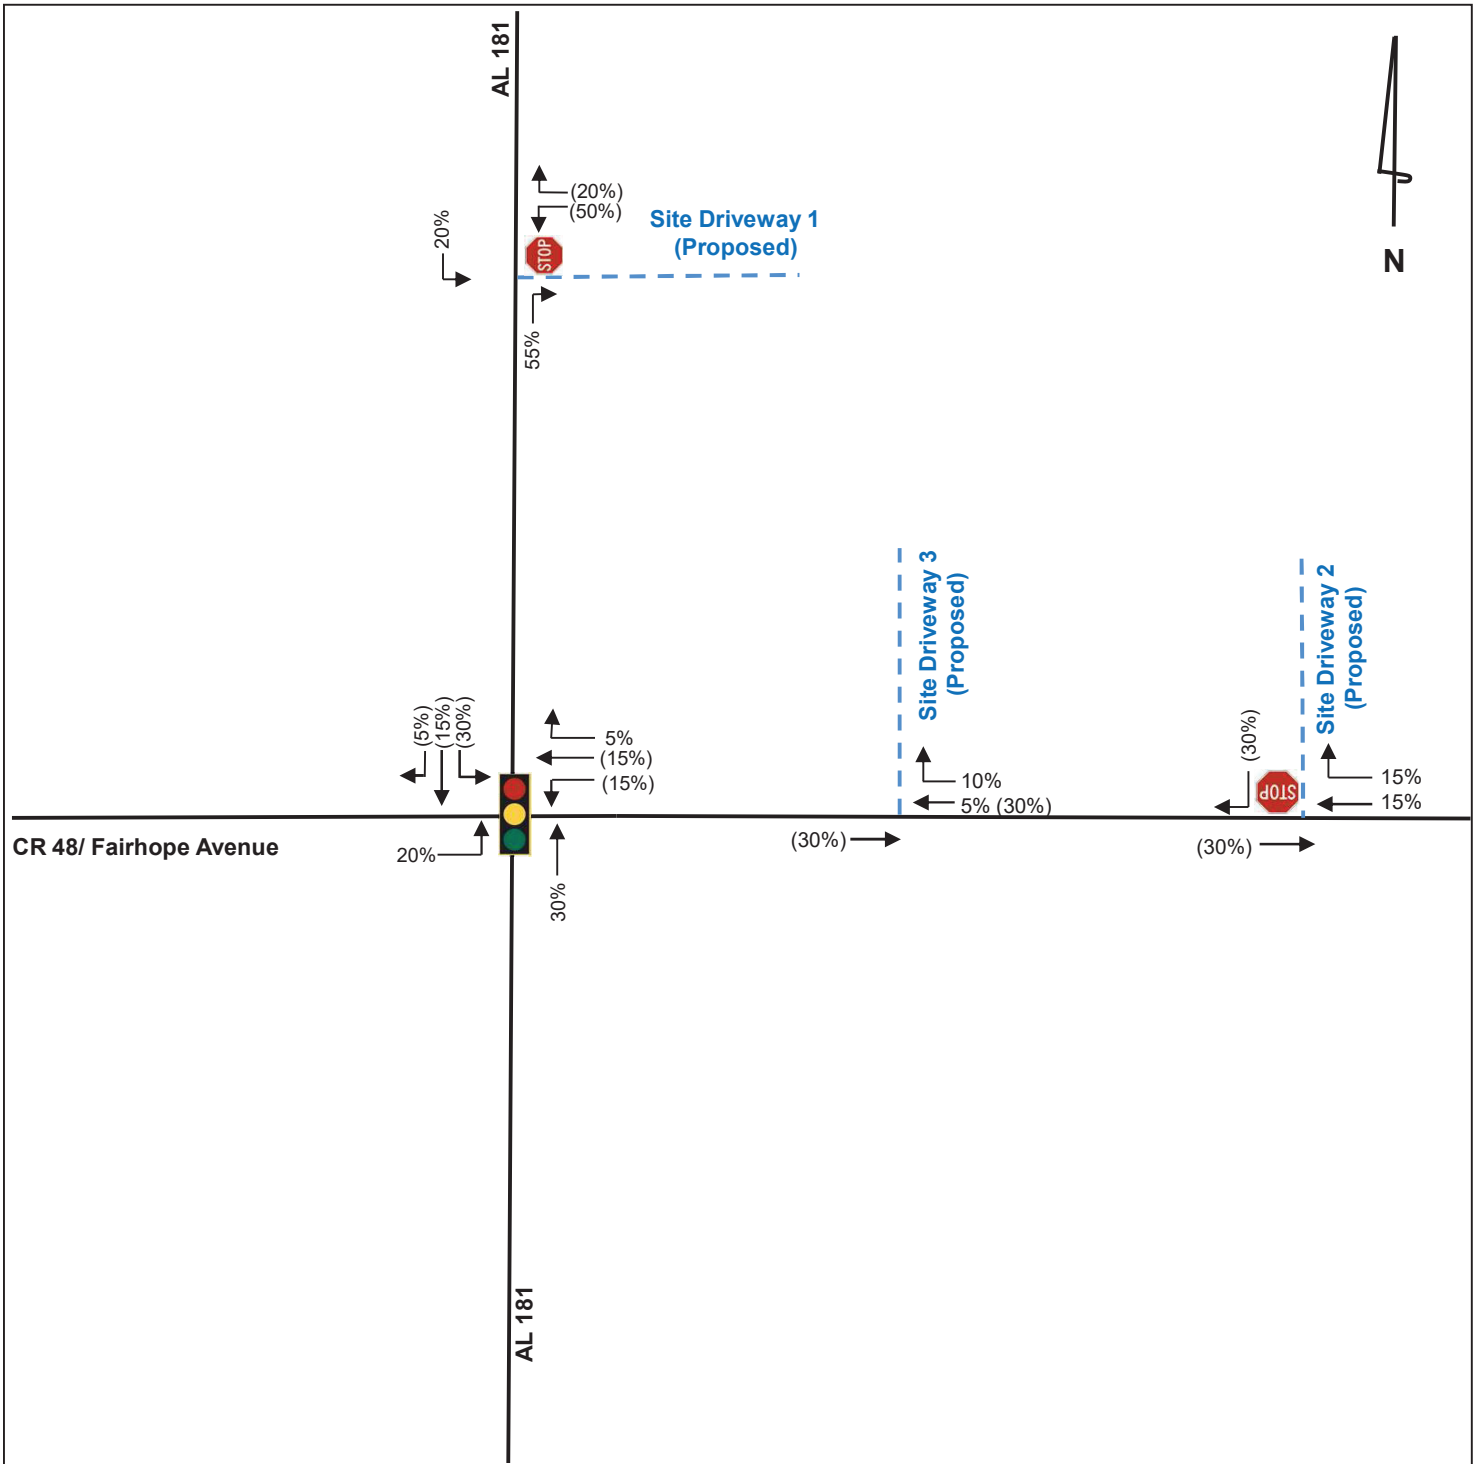 AL 181
(20%)
(50%)
Site Driveway 1
(Proposed)
20%
STOP
N
55%
Site Driveway 3
(Proposed)
Site Driveway 2
(Proposed)
(5%)
(15%)
(30%)
5%
(15%)
(15%)
10%
5% (30%)
(30%)
STOP
15%
15%
CR 48/ Fairhope Avenue
20%
30%
(30%)
(30%)
AL 181